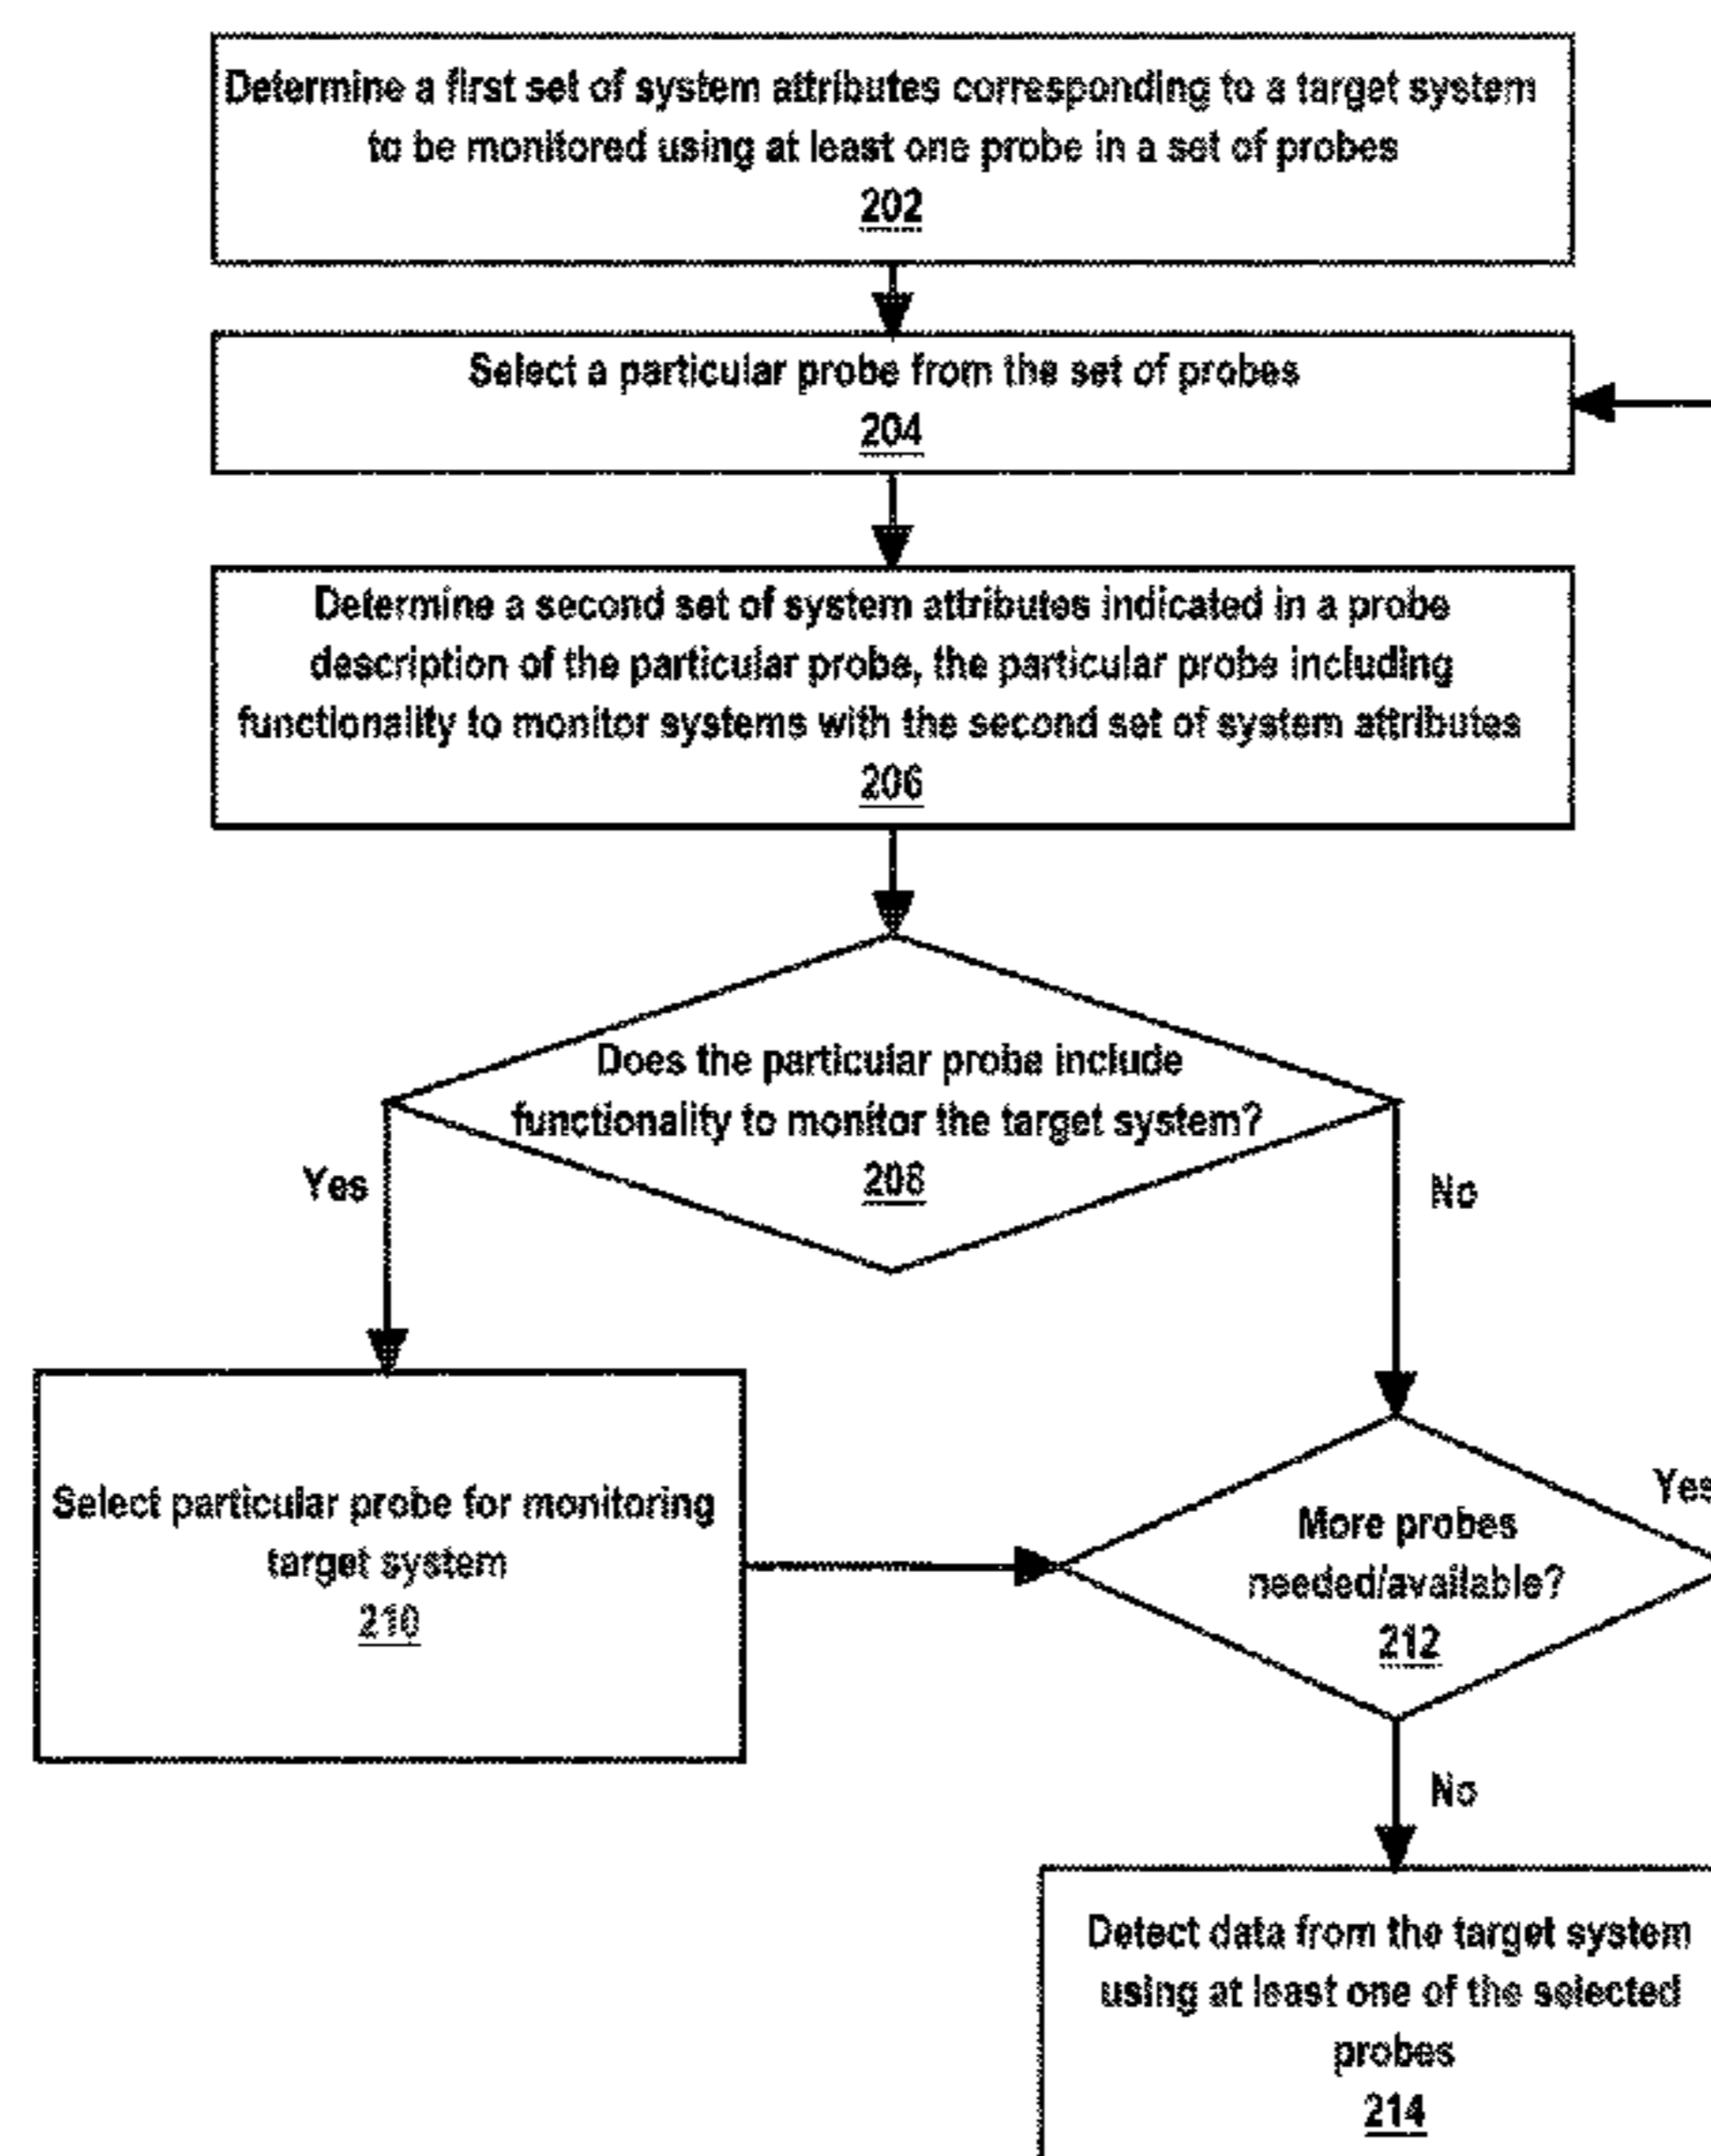 Determine a first set of system attributes corresponding to a target system
to be monitored using at least one probe in a set of probes
202
Select a particular probe from the set of probes
204
Determine a second set of system attributes indicated in a probe
description of the particular probe, the particular probe including
functionality to monitor systems with the second set of system attributes
206
Does the particular probe include
functionality to monitor the target system?
208
Yes
No
Select particular probe for monitoring
target system
210
More probes
needed/available?
212
Yes
No
Detect data from the target system
using at least one of the selected
probes
214